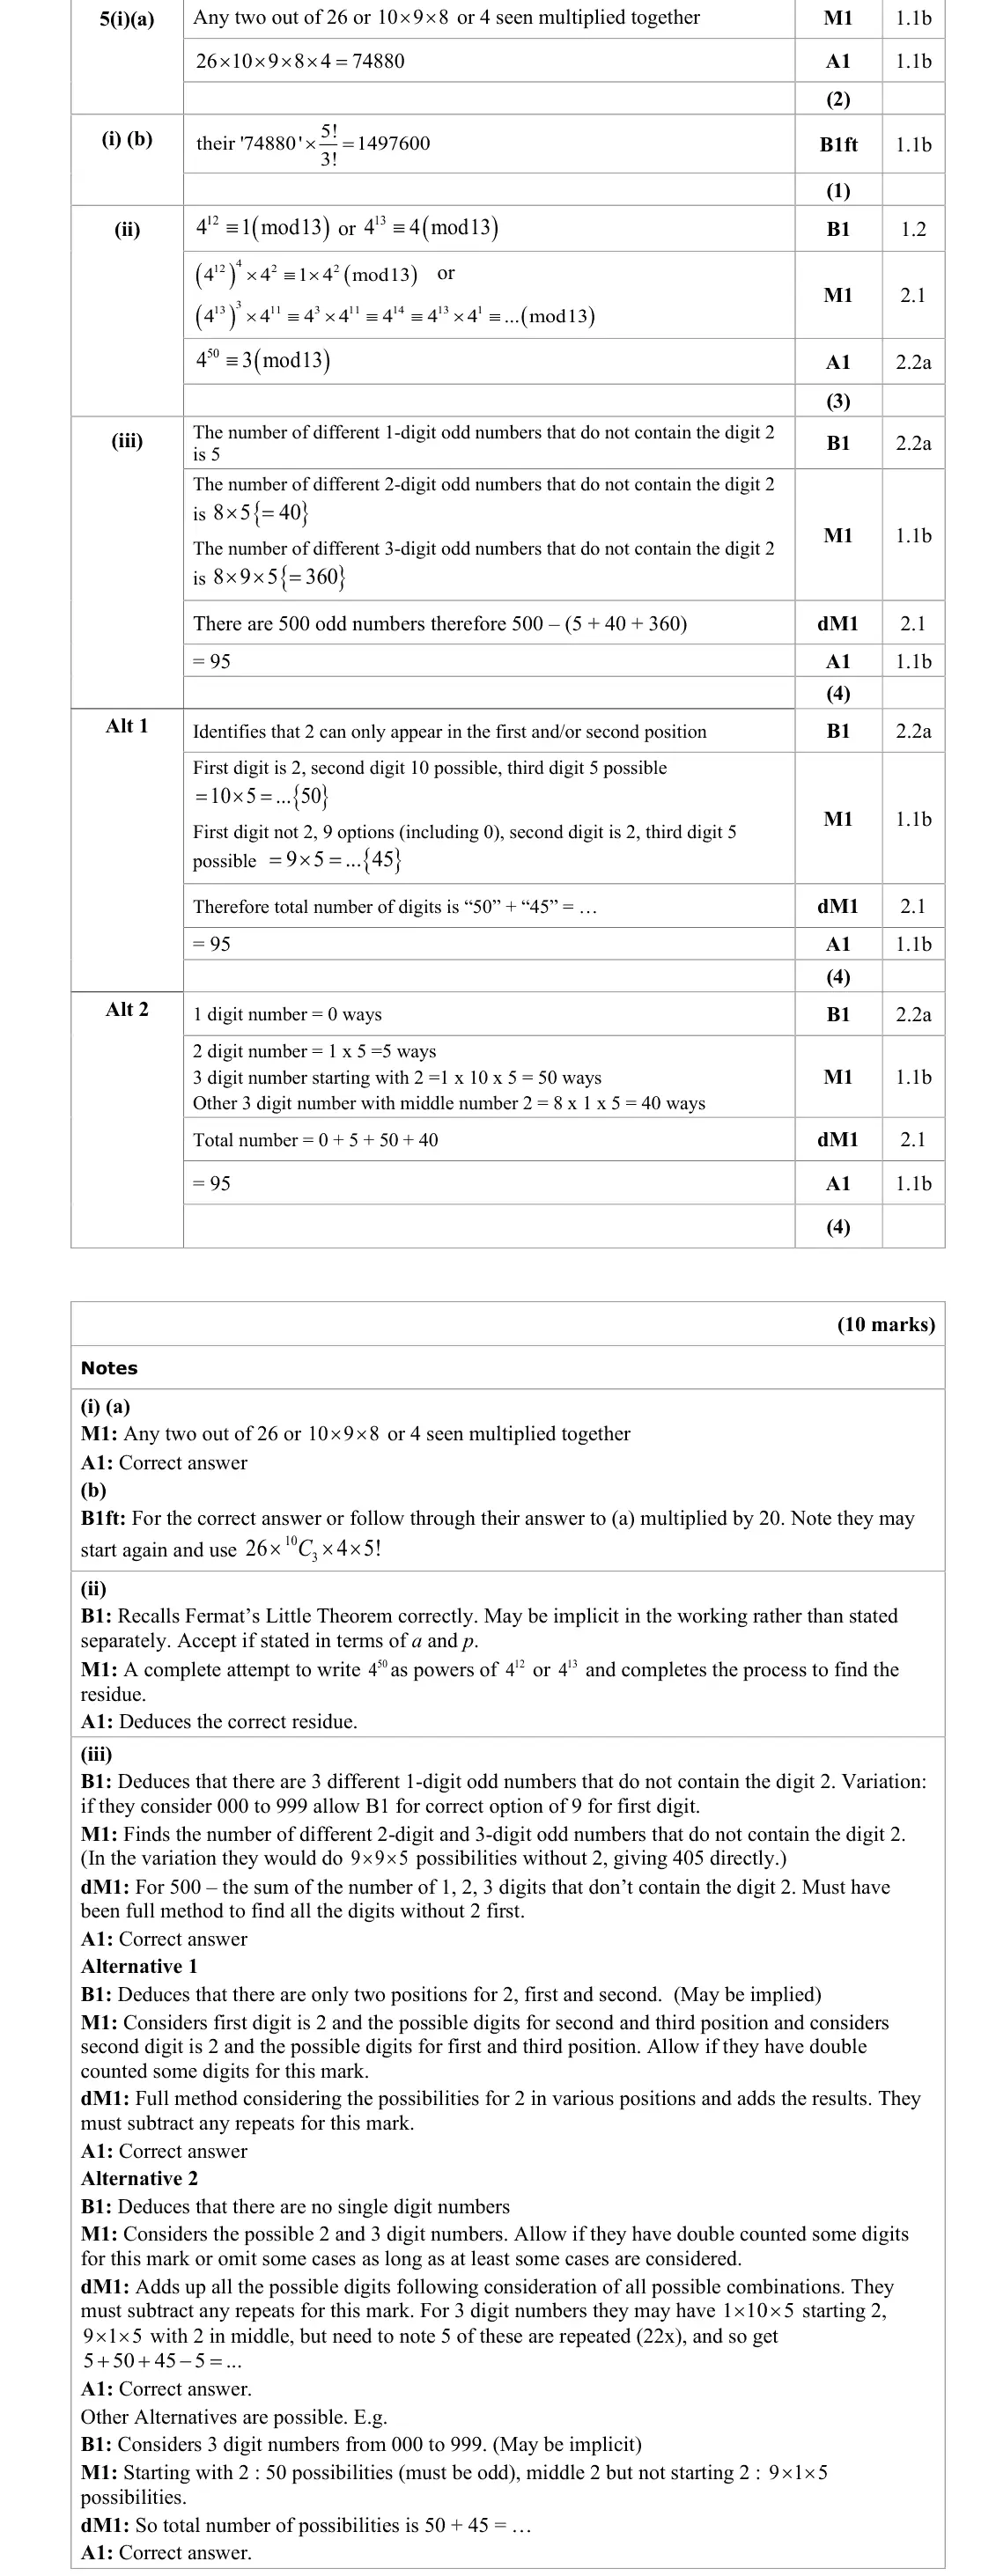 5(i)(a) Any two out of 26 or 10×9×8 or 4 seen multiplied together M1 1.1b
26×10×9×8×4 = 74880 A1 1.1b
(2)
(i) (b) their '74880'× 5!/3! = 1497600 B1ft 1.1b
(1)
(ii) 4¹² ≡ 1(mod13) or 4¹³ ≡ 4(mod13) B1 1.2
(4¹²)⁴ × 4² ≡ 1× 4² (mod13) or
(4¹³)³ × 4¹¹ ≡ 4³ × 4¹¹ ≡ 4¹⁴ ≡ 4¹³ × 4¹ ≡ ...(mod13) M1 2.1
4⁵⁰ ≡ 3(mod13) A1 2.2a
(3)
(iii) The number of different 1-digit odd numbers that do not contain the digit 2
is 5 B1 2.2a
The number of different 2-digit odd numbers that do not contain the digit 2
is 8×5{= 40}
The number of different 3-digit odd numbers that do not contain the digit 2
is 8×9×5{= 360} M1 1.1b
There are 500 odd numbers therefore 500 – (5 + 40 + 360) dM1 2.1
= 95 A1 1.1b
(4)
Alt 1 Identifies that 2 can only appear in the first and/or second position B1 2.2a
First digit is 2, second digit 10 possible, third digit 5 possible
=10×5 = ...{50}
First digit not 2, 9 options (including 0), second digit is 2, third digit 5
possible = 9×5 = ...{45} M1 1.1b
Therefore total number of digits is “50” + “45” = … dM1 2.1
= 95 A1 1.1b
(4)
Alt 2 1 digit number = 0 ways B1 2.2a
2 digit number = 1 x 5 =5 ways
3 digit number starting with 2 =1 x 10 x 5 = 50 ways M1 1.1b
Other 3 digit number with middle number 2 = 8 x 1 x 5 = 40 ways
Total number = 0 + 5 + 50 + 40 dM1 2.1
= 95 A1 1.1b
(4)
(10 marks)
Notes
(i) (a)
M1: Any two out of 26 or 10×9×8 or 4 seen multiplied together
A1: Correct answer
(b)
B1ft: For the correct answer or follow through their answer to (a) multiplied by 20. Note they may
start again and use 26× ¹⁰C₃ ×4×5!
(ii)
B1: Recalls Fermat’s Little Theorem correctly. May be implicit in the working rather than stated
separately. Accept if stated in terms of a and p.
M1: A complete attempt to write 4⁵⁰ as powers of 4¹² or 4¹³ and completes the process to find the
residue.
A1: Deduces the correct residue.
(iii)
B1: Deduces that there are 3 different 1-digit odd numbers that do not contain the digit 2. Variation:
if they consider 000 to 999 allow B1 for correct option of 9 for first digit.
M1: Finds the number of different 2-digit and 3-digit odd numbers that do not contain the digit 2.
(In the variation they would do 9×9×5 possibilities without 2, giving 405 directly.)
dM1: For 500 – the sum of the number of 1, 2, 3 digits that don’t contain the digit 2. Must have
been full method to find all the digits without 2 first.
A1: Correct answer
Alternative 1
B1: Deduces that there are only two positions for 2, first and second. (May be implied)
M1: Considers first digit is 2 and the possible digits for second and third position and considers
second digit is 2 and the possible digits for first and third position. Allow if they have double
counted some digits for this mark.
dM1: Full method considering the possibilities for 2 in various positions and adds the results. They
must subtract any repeats for this mark.
A1: Correct answer
Alternative 2
B1: Deduces that there are no single digit numbers
M1: Considers the possible 2 and 3 digit numbers. Allow if they have double counted some digits
for this mark or omit some cases as long as at least some cases are considered.
dM1: Adds up all the possible digits following consideration of all possible combinations. They
must subtract any repeats for this mark. For 3 digit numbers they may have 1×10×5 starting 2,
9×1×5 with 2 in middle, but need to note 5 of these are repeated (22x), and so get
5+50+45−5 = ...
A1: Correct answer.
Other Alternatives are possible. E.g.
B1: Considers 3 digit numbers from 000 to 999. (May be implicit)
M1: Starting with 2 : 50 possibilities (must be odd), middle 2 but not starting 2 : 9×1×5
possibilities.
dM1: So total number of possibilities is 50 + 45 = …
A1: Correct answer.